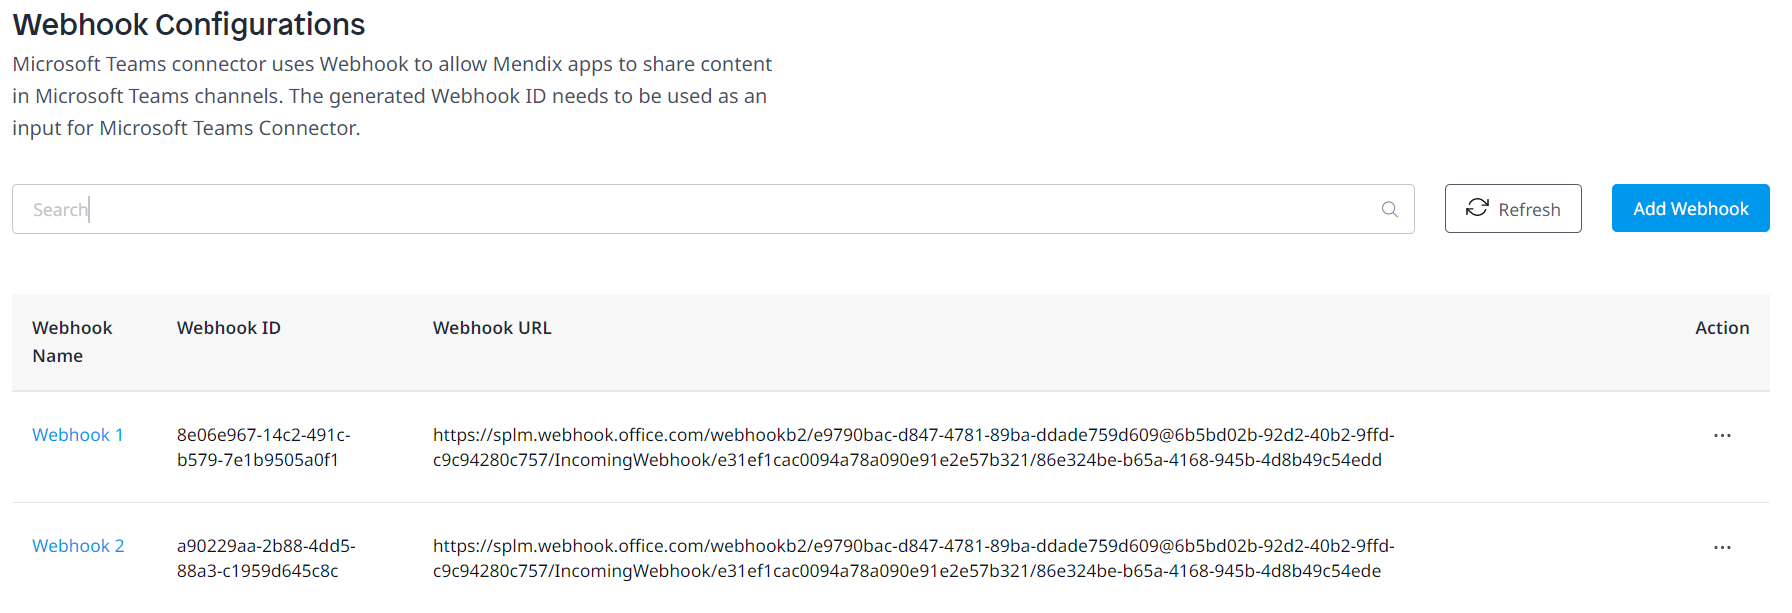 Webhook Configurations
Microsoft Teams connector uses Webhook to allow Mendix apps to share content
in Microsoft Teams channels. The generated Webhook ID needs to be used as an
input for Microsoft Teams Connector.
Search
Refresh
Add Webhook
Webhook Name
Webhook ID
Webhook URL
Action
Webhook 1
8e06e967-14c2-491c-
b579-7e1b9505a0f1
https://splm.webhook.office.com/webhookb2/e9790bac-d847-4781-89ba-ddade759d609@6b5bd02b-92d2-40b2-9ffd-
c9c94280c757/IncomingWebhook/e31ef1cac0094a78a090e91e2e57b321/86e324be-b65a-4168-945b-4d8b49c54edd
...
Webhook 2
a90229aa-2b88-4dd5-
88a3-c1959d645c8c
https://splm.webhook.office.com/webhookb2/e9790bac-d847-4781-89ba-ddade759d609@6b5bd02b-92d2-40b2-9ffd-
c9c94280c757/IncomingWebhook/e31ef1cac0094a78a090e91e2e57b321/86e324be-b65a-4168-945b-4d8b49c54ede
...